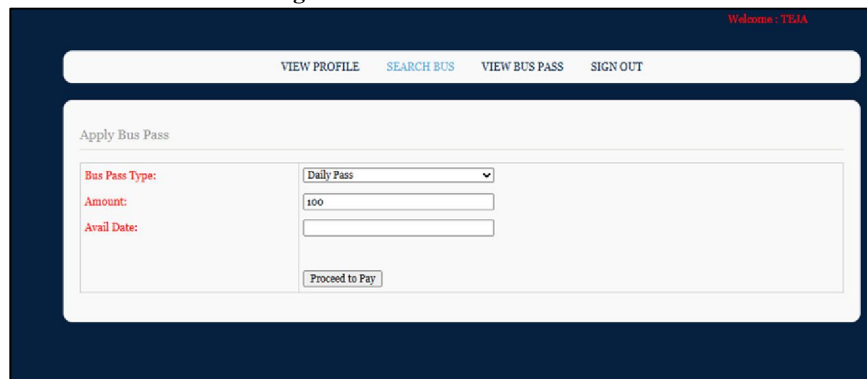 Welcome : TEJA
VIEW PROFILE SEARCH BUS VIEW BUS PASS SIGN OUT
Apply Bus Pass
Bus Pass Type: Daily Pass
Amount: 100
Avail Date:
Proceed to Pay